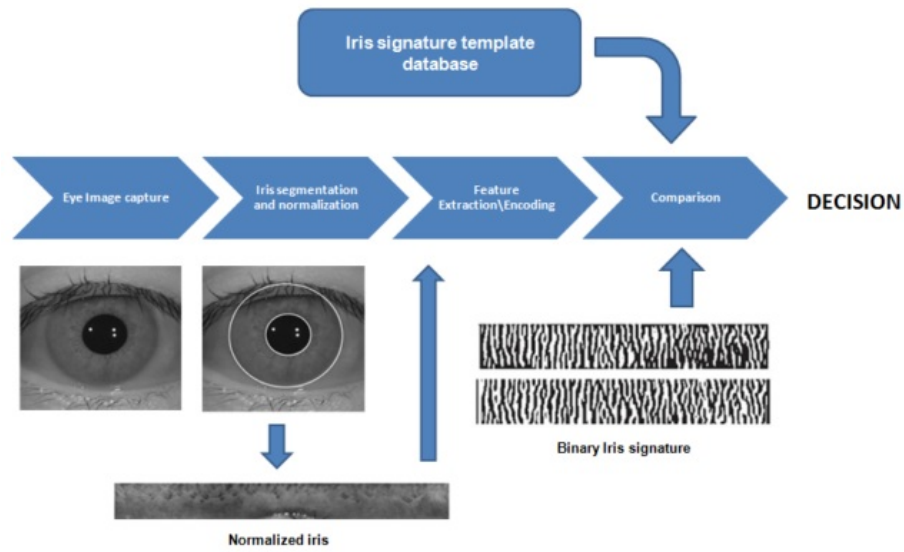 Iris signature template
database
Eye Image capture
Iris segmentation
and normalization
Feature
Extraction\Encoding
Comparison
DECISION
Binary Iris signature
Normalized iris